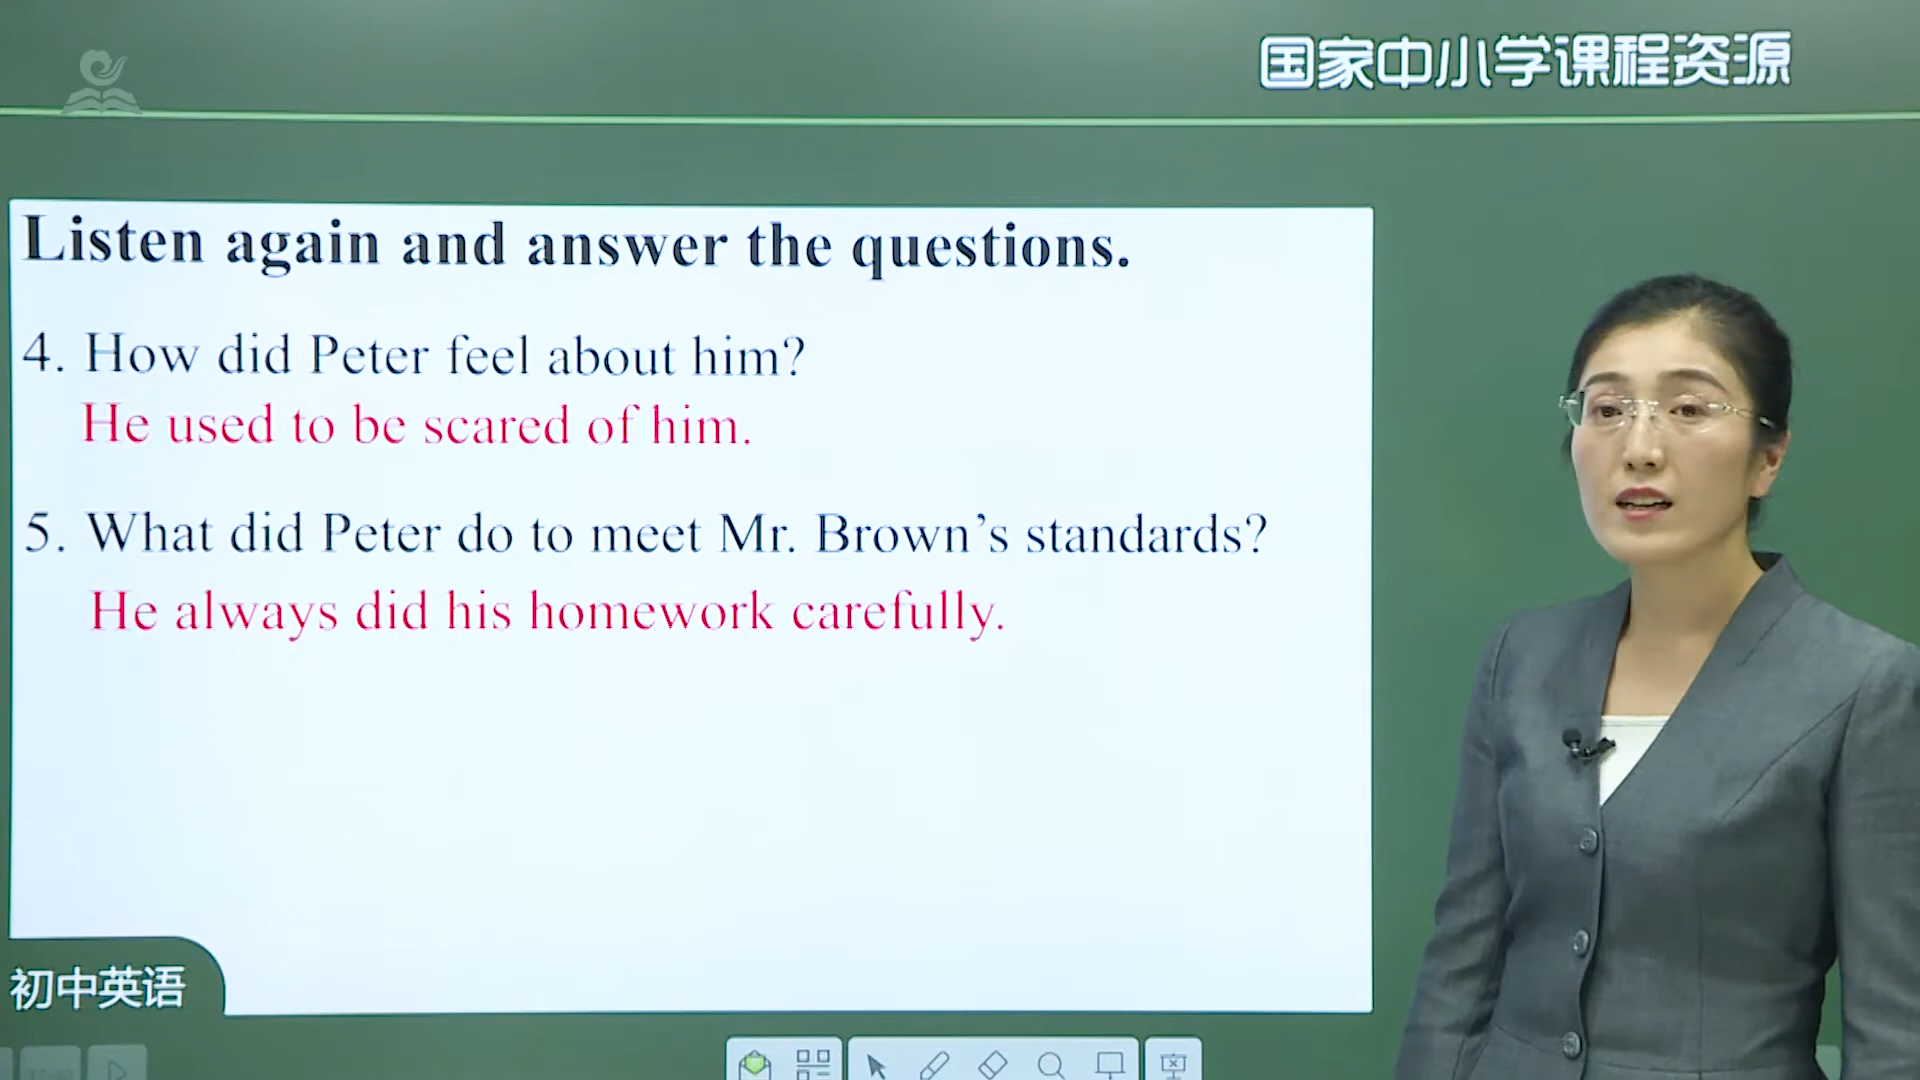 国家中小学课程资源
Listen again and answer the questions.
4. How did Peter feel about him?
He used to be scared of him.
5. What did Peter do to meet Mr. Brown’s standards?
He always did his homework carefully.
初中英语